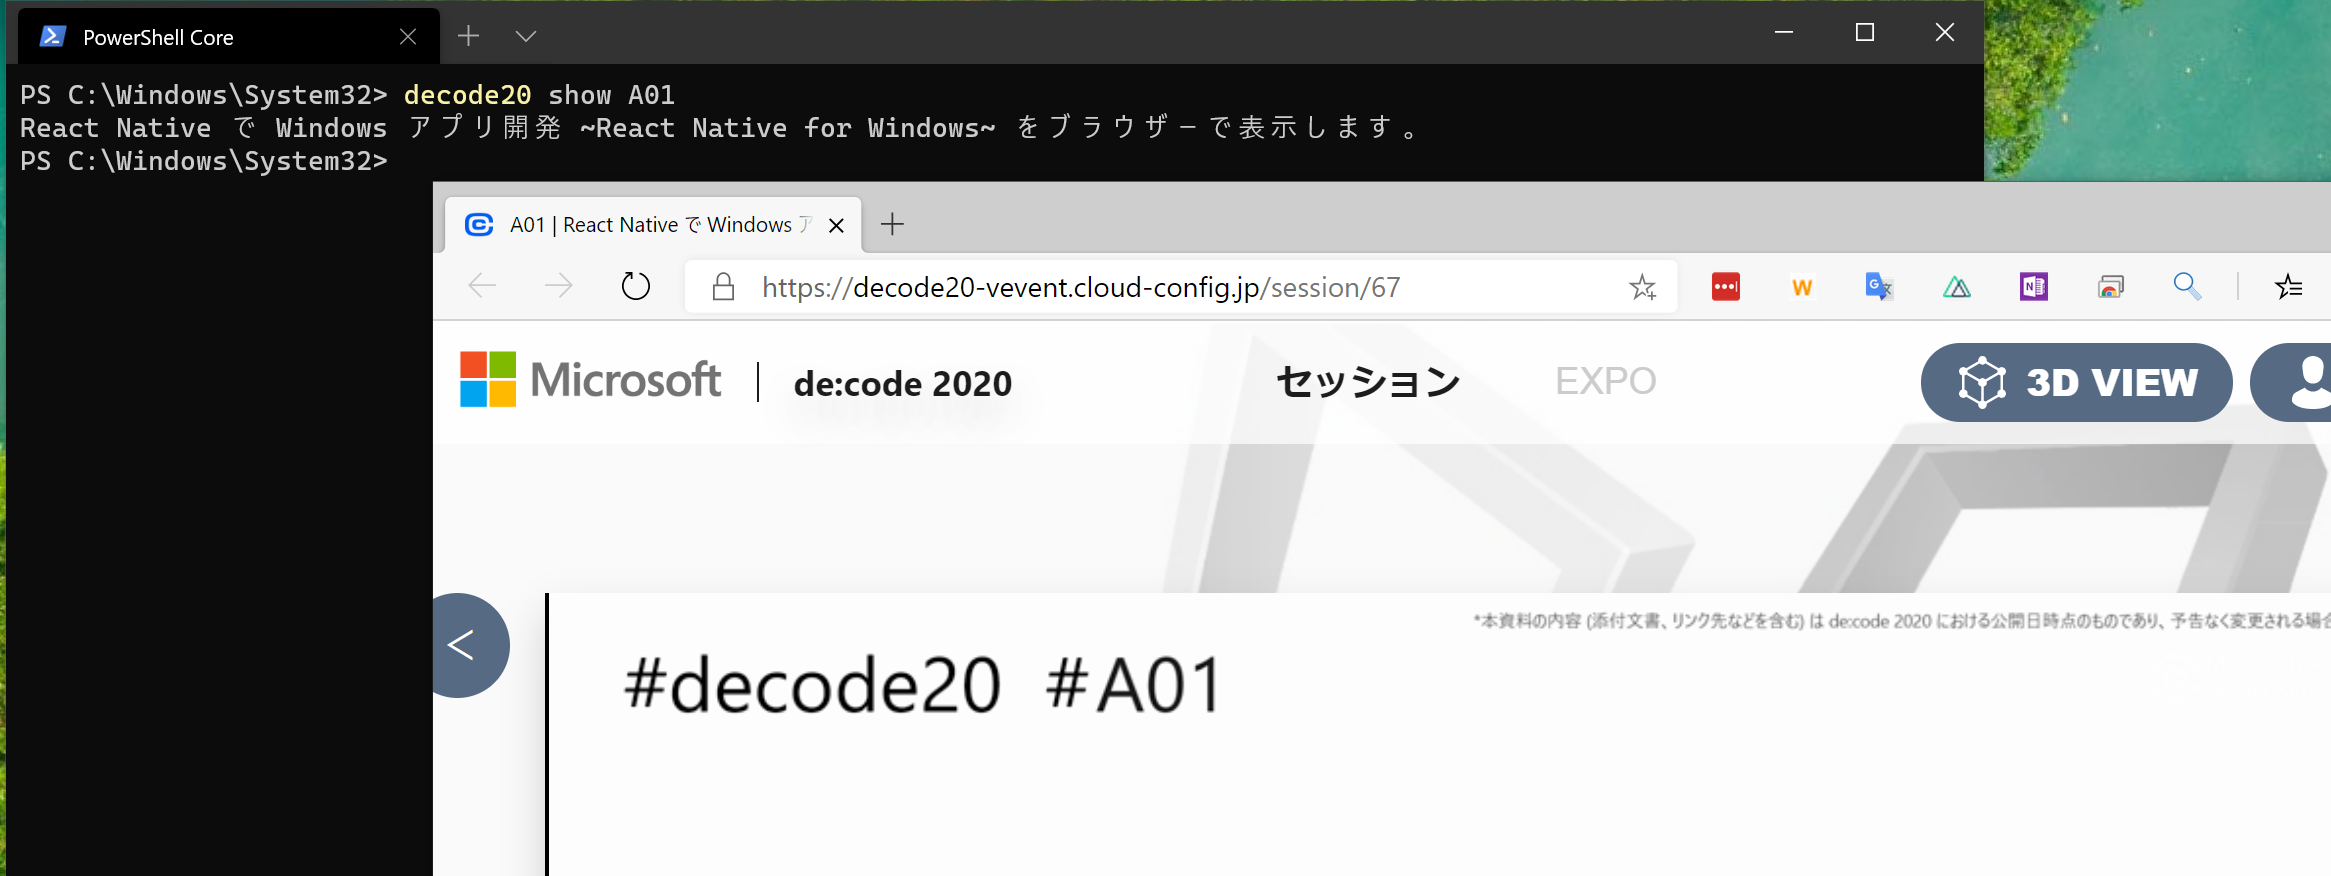 PowerShell Core
PS C:\Windows\System32> decode20 show A01
React Native で Windows アプリ開発 ~React Native for Windows~ をブラウザーで表示します。
PS C:\Windows\System32>
A01 | React Native で Windows ア
https://decode20-vevent.cloud-config.jp/session/67
Microsoft | de:code 2020 セッション EXPO 3D VIEW
*本資料の内容 (添付文書、リンク先などを含む) は de:code 2020 における公開日時点のものであり、予告なく変更される場合
#decode20 #A01